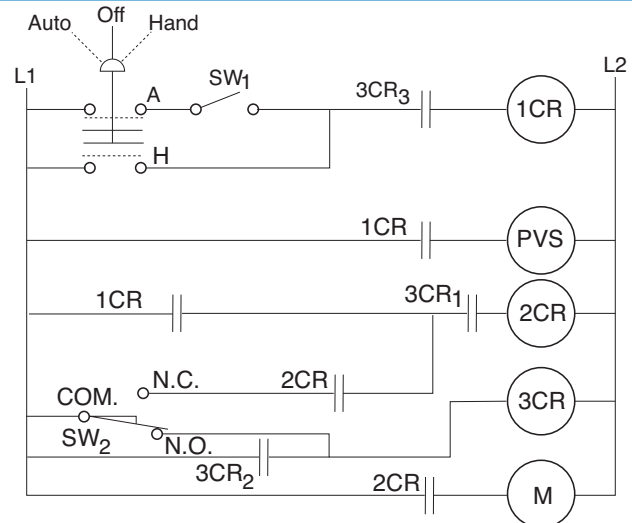 Off
Auto Hand
L1 L2
SW1
A
3CR3
1CR
H
1CR
PVS
1CR
3CR1
2CR
N.C.
2CR
COM.
3CR
SW2
N.O.
3CR2
2CR
M